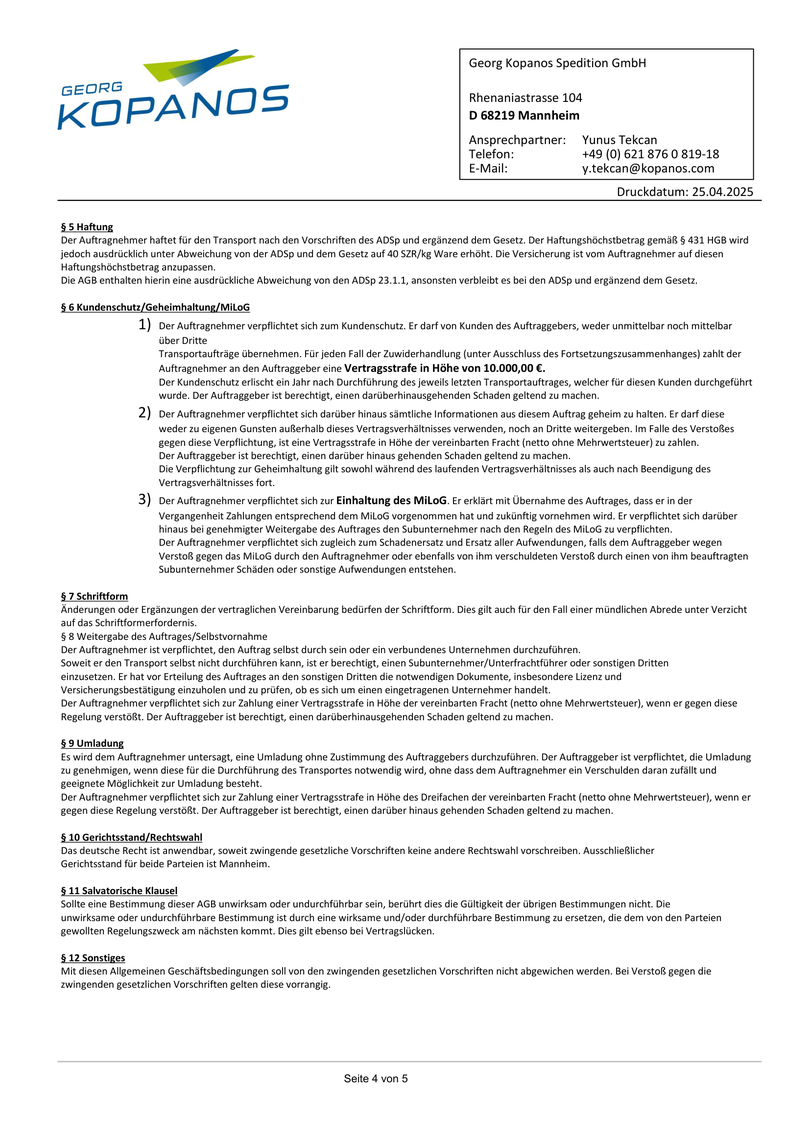 GEORG
KOPANOS
Georg Kopanos Spedition GmbH
Rhenaniastrasse 104
D 68219 Mannheim
Ansprechpartner: Yunus Tekcan
Telefon: +49 (0) 621 876 0 819-18
E-Mail: y.tekcan@kopanos.com
Druckdatum: 25.04.2025
§ 5 Haftung
Der Auftragnehmer haftet für den Transport nach den Vorschriften des ADSp und ergänzend dem Gesetz. Der Haftungshöchstbetrag gemäß § 431 HGB wird
jedoch ausdrücklich unter Abweichung von der ADSp und dem Gesetz auf 40 SZR/kg Ware erhöht. Die Versicherung ist vom Auftragnehmer auf diesen
Haftungshöchstbetrag anzupassen.
Die AGB enthalten hierin eine ausdrückliche Abweichung von den ADSp 23.1.1, ansonsten verbleibt es bei den ADSp und ergänzend dem Gesetz.
§ 6 Kundenschutz/Geheimhaltung/MiLoG
1) Der Auftragnehmer verpflichtet sich zum Kundenschutz. Er darf von Kunden des Auftraggebers, weder unmittelbar noch mittelbar
über Dritte
Transportaufträge übernehmen. Für jeden Fall der Zuwiderhandlung (unter Ausschluss des Fortsetzungszusammenhanges) zahlt der
Auftragnehmer an den Auftraggeber eine Vertragsstrafe in Höhe von 10.000,00 €.
Der Kundenschutz erlischt ein Jahr nach Durchführung des jeweils letzten Transportauftrages, welcher für diesen Kunden durchgeführt
wurde. Der Auftraggeber ist berechtigt, einen darüberhinausgehenden Schaden geltend zu machen.
2) Der Auftragnehmer verpflichtet sich darüber hinaus sämtliche Informationen aus diesem Auftrag geheim zu halten. Er darf diese
weder zu eigenen Gunsten außerhalb dieses Vertragsverhältnisses verwenden, noch an Dritte weitergeben. Im Falle des Verstoßes
gegen diese Verpflichtung, ist eine Vertragsstrafe in Höhe der vereinbarten Fracht (netto ohne Mehrwertsteuer) zu zahlen.
Der Auftraggeber ist berechtigt, einen darüber hinaus gehenden Schaden geltend zu machen.
Die Verpflichtung zur Geheimhaltung gilt sowohl während des laufenden Vertragsverhältnisses als auch nach Beendigung des
Vertragsverhältnisses fort.
3) Der Auftragnehmer verpflichtet sich zur Einhaltung des MiLoG. Er erklärt mit Übernahme des Auftrages, dass er in der
Vergangenheit Zahlungen entsprechend dem MiLoG vorgenommen hat und zukünftig vornehmen wird. Er verpflichtet sich darüber
hinaus bei genehmigter Weitergabe des Auftrages den Subunternehmer nach den Regeln des MiLoG zu verpflichten.
Der Auftragnehmer verpflichtet sich zugleich zum Schadenersatz und Ersatz aller Aufwendungen, falls dem Auftraggeber wegen
Verstoß gegen das MiLoG durch den Auftragnehmer oder ebenfalls von ihm verschuldeten Verstoß durch einen von ihm beauftragten
Subunternehmer Schäden oder sonstige Aufwendungen entstehen.
§ 7 Schriftform
Änderungen oder Ergänzungen der vertraglichen Vereinbarung bedürfen der Schriftform. Dies gilt auch für den Fall einer mündlichen Abrede unter Verzicht
auf das Schriftformerfordernis.
§ 8 Weitergabe des Auftrages/Selbstvornahme
Der Auftragnehmer ist verpflichtet, den Auftrag selbst durch sein oder ein verbundenes Unternehmen durchzuführen.
Soweit er den Transport selbst nicht durchführen kann, ist er berechtigt, einen Subunternehmer/Unterfrachtführer oder sonstigen Dritten
einzusetzen. Er hat vor Erteilung des Auftrages an den sonstigen Dritten die notwendigen Dokumente, insbesondere Lizenz und
Versicherungsbestätigung einzuholen und zu prüfen, ob es sich um einen eingetragenen Unternehmer handelt.
Der Auftragnehmer verpflichtet sich zur Zahlung einer Vertragsstrafe in Höhe der vereinbarten Fracht (netto ohne Mehrwertsteuer), wenn er gegen diese
Regelung verstößt. Der Auftraggeber ist berechtigt, einen darüberhinausgehenden Schaden geltend zu machen.
§ 9 Umladung
Es wird dem Auftragnehmer untersagt, eine Umladung ohne Zustimmung des Auftraggebers durchzuführen. Der Auftraggeber ist verpflichtet, die Umladung
zu genehmigen, wenn diese für die Durchführung des Transportes notwendig wird, ohne dass dem Auftragnehmer ein Verschulden daran zufällt und
geeignete Möglichkeit zur Umladung besteht.
Der Auftragnehmer verpflichtet sich zur Zahlung einer Vertragsstrafe in Höhe des Dreifachen der vereinbarten Fracht (netto ohne Mehrwertsteuer), wenn er
gegen diese Regelung verstößt. Der Auftraggeber ist berechtigt, einen darüber hinaus gehenden Schaden geltend zu machen.
§ 10 Gerichtsstand/Rechtswahl
Das deutsche Recht ist anwendbar, soweit zwingende gesetzliche Vorschriften keine andere Rechtswahl vorschreiben. Ausschließlicher
Gerichtsstand für beide Parteien ist Mannheim.
§ 11 Salvatorische Klausel
Sollte eine Bestimmung dieser AGB unwirksam oder undurchführbar sein, berührt dies die Gültigkeit der übrigen Bestimmungen nicht. Die
unwirksame oder undurchführbare Bestimmung ist durch eine wirksame und/oder durchführbare Bestimmung zu ersetzen, die dem von den Parteien
gewollten Regelungszweck am nächsten kommt. Dies gilt ebenso bei Vertragslücken.
§ 12 Sonstiges
Mit diesen Allgemeinen Geschäftsbedingungen soll von den zwingenden gesetzlichen Vorschriften nicht abgewichen werden. Bei Verstoß gegen die
zwingenden gesetzlichen Vorschriften gelten diese vorrangig.
Seite 4 von 5